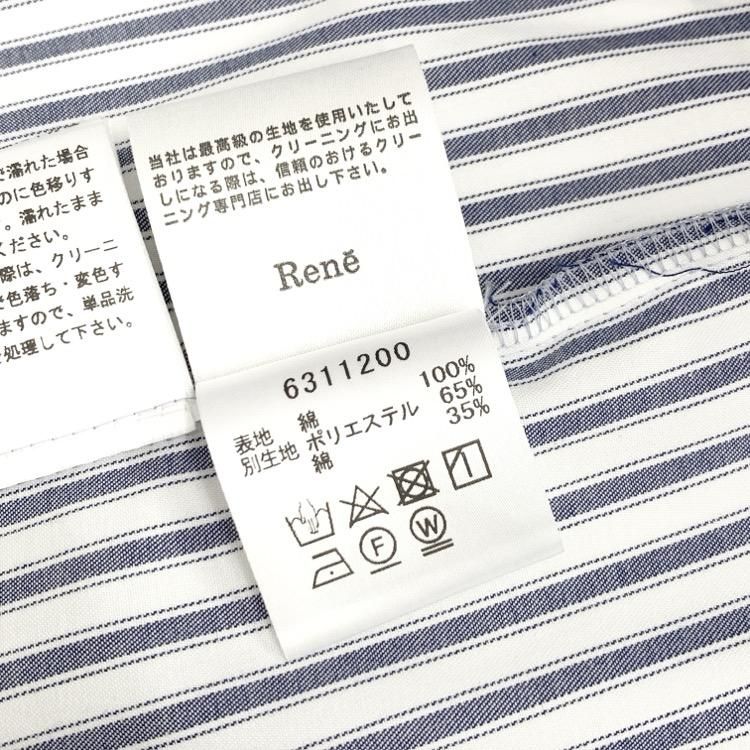 濡れた場合
のに色移りす
。濡れたまま
ください。
際は、クリーニ
色落ち・変色す
ますので、単品洗
処理して下さい。
当社は最高級の生地を使用いたして
おりますので、クリーニングにお出
しになる際は、信頼のおけるクリー
ニング専門店にお出し下さい。
René
6311200
表地 綿 100%
別生地 ポリエステル 65%
綿 35%
F W